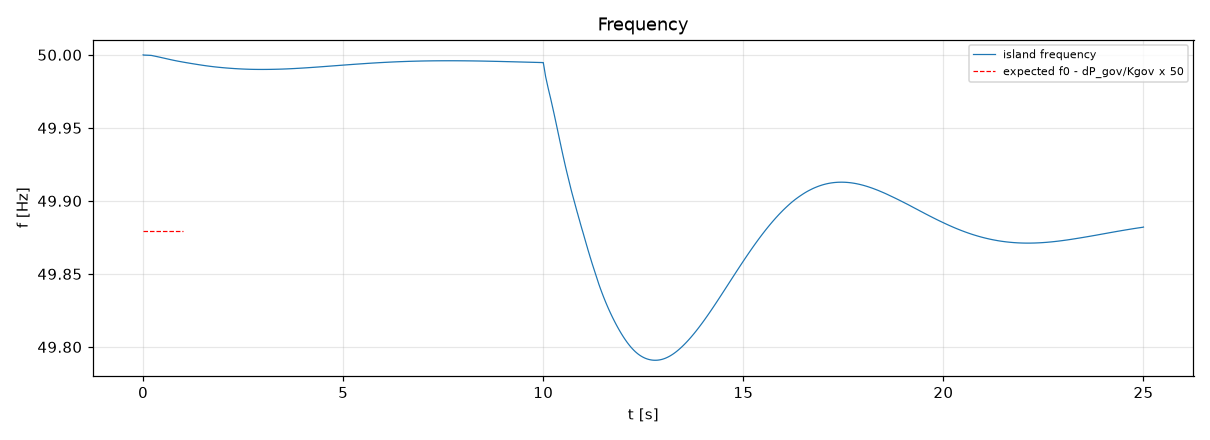 Frequency
island frequency
expected f0 - dP_gov/Kgov x 50
f [Hz]
50.00
49.95
49.90
49.85
49.80
0 5 10 15 20 25
t [s]